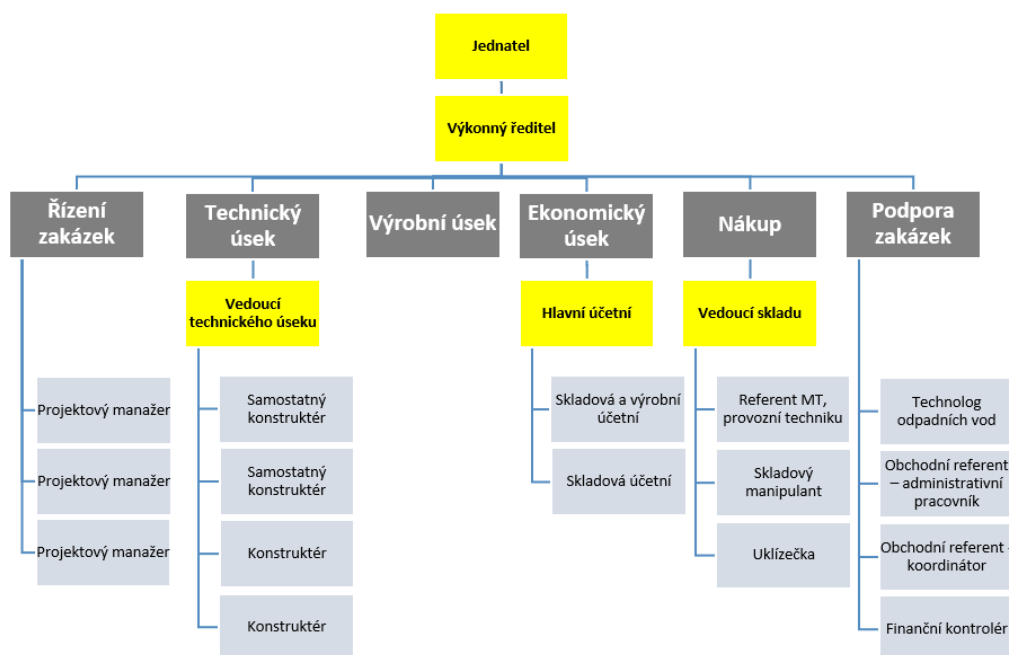 Jednatel
Výkonný ředitel
Řízení
zakázek
Technický
úsek
Výrobní úsek
Ekonomický
úsek
Nákup
Podpora
zakázek
Vedoucí
technického úseku
Hlavní účetní
Vedoucí skladu
Projektový manažer
Projektový manažer
Projektový manažer
Samostatný
konstruktér
Samostatný
konstruktér
Konstruktér
Konstruktér
Skladová a výrobní
účetní
Skladová účetní
Referent MT,
provozní techniku
Skladový
manipulant
Uklízečka
Technolog
odpadních vod
Obchodní referent
– administrativní
pracovník
Obchodní referent -
koordinátor
Finanční kontrolér